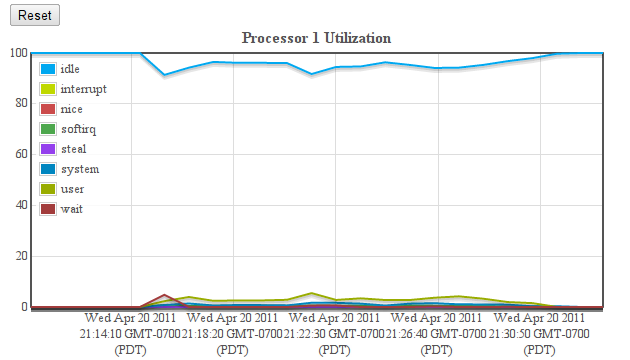 Reset
Processor 1 Utilization
100
80
60
40
20
0
idle
interrupt
nice
softirq
steal
system
user
wait
Wed Apr 20 2011 Wed Apr 20 2011 Wed Apr 20 2011 Wed Apr 20 2011 Wed Apr 20 2011
21:14:10 GMT-0700 21:18:20 GMT-0700 21:22:30 GMT-0700 21:26:40 GMT-0700 21:30:50 GMT-0700
(PDT) (PDT) (PDT) (PDT) (PDT)